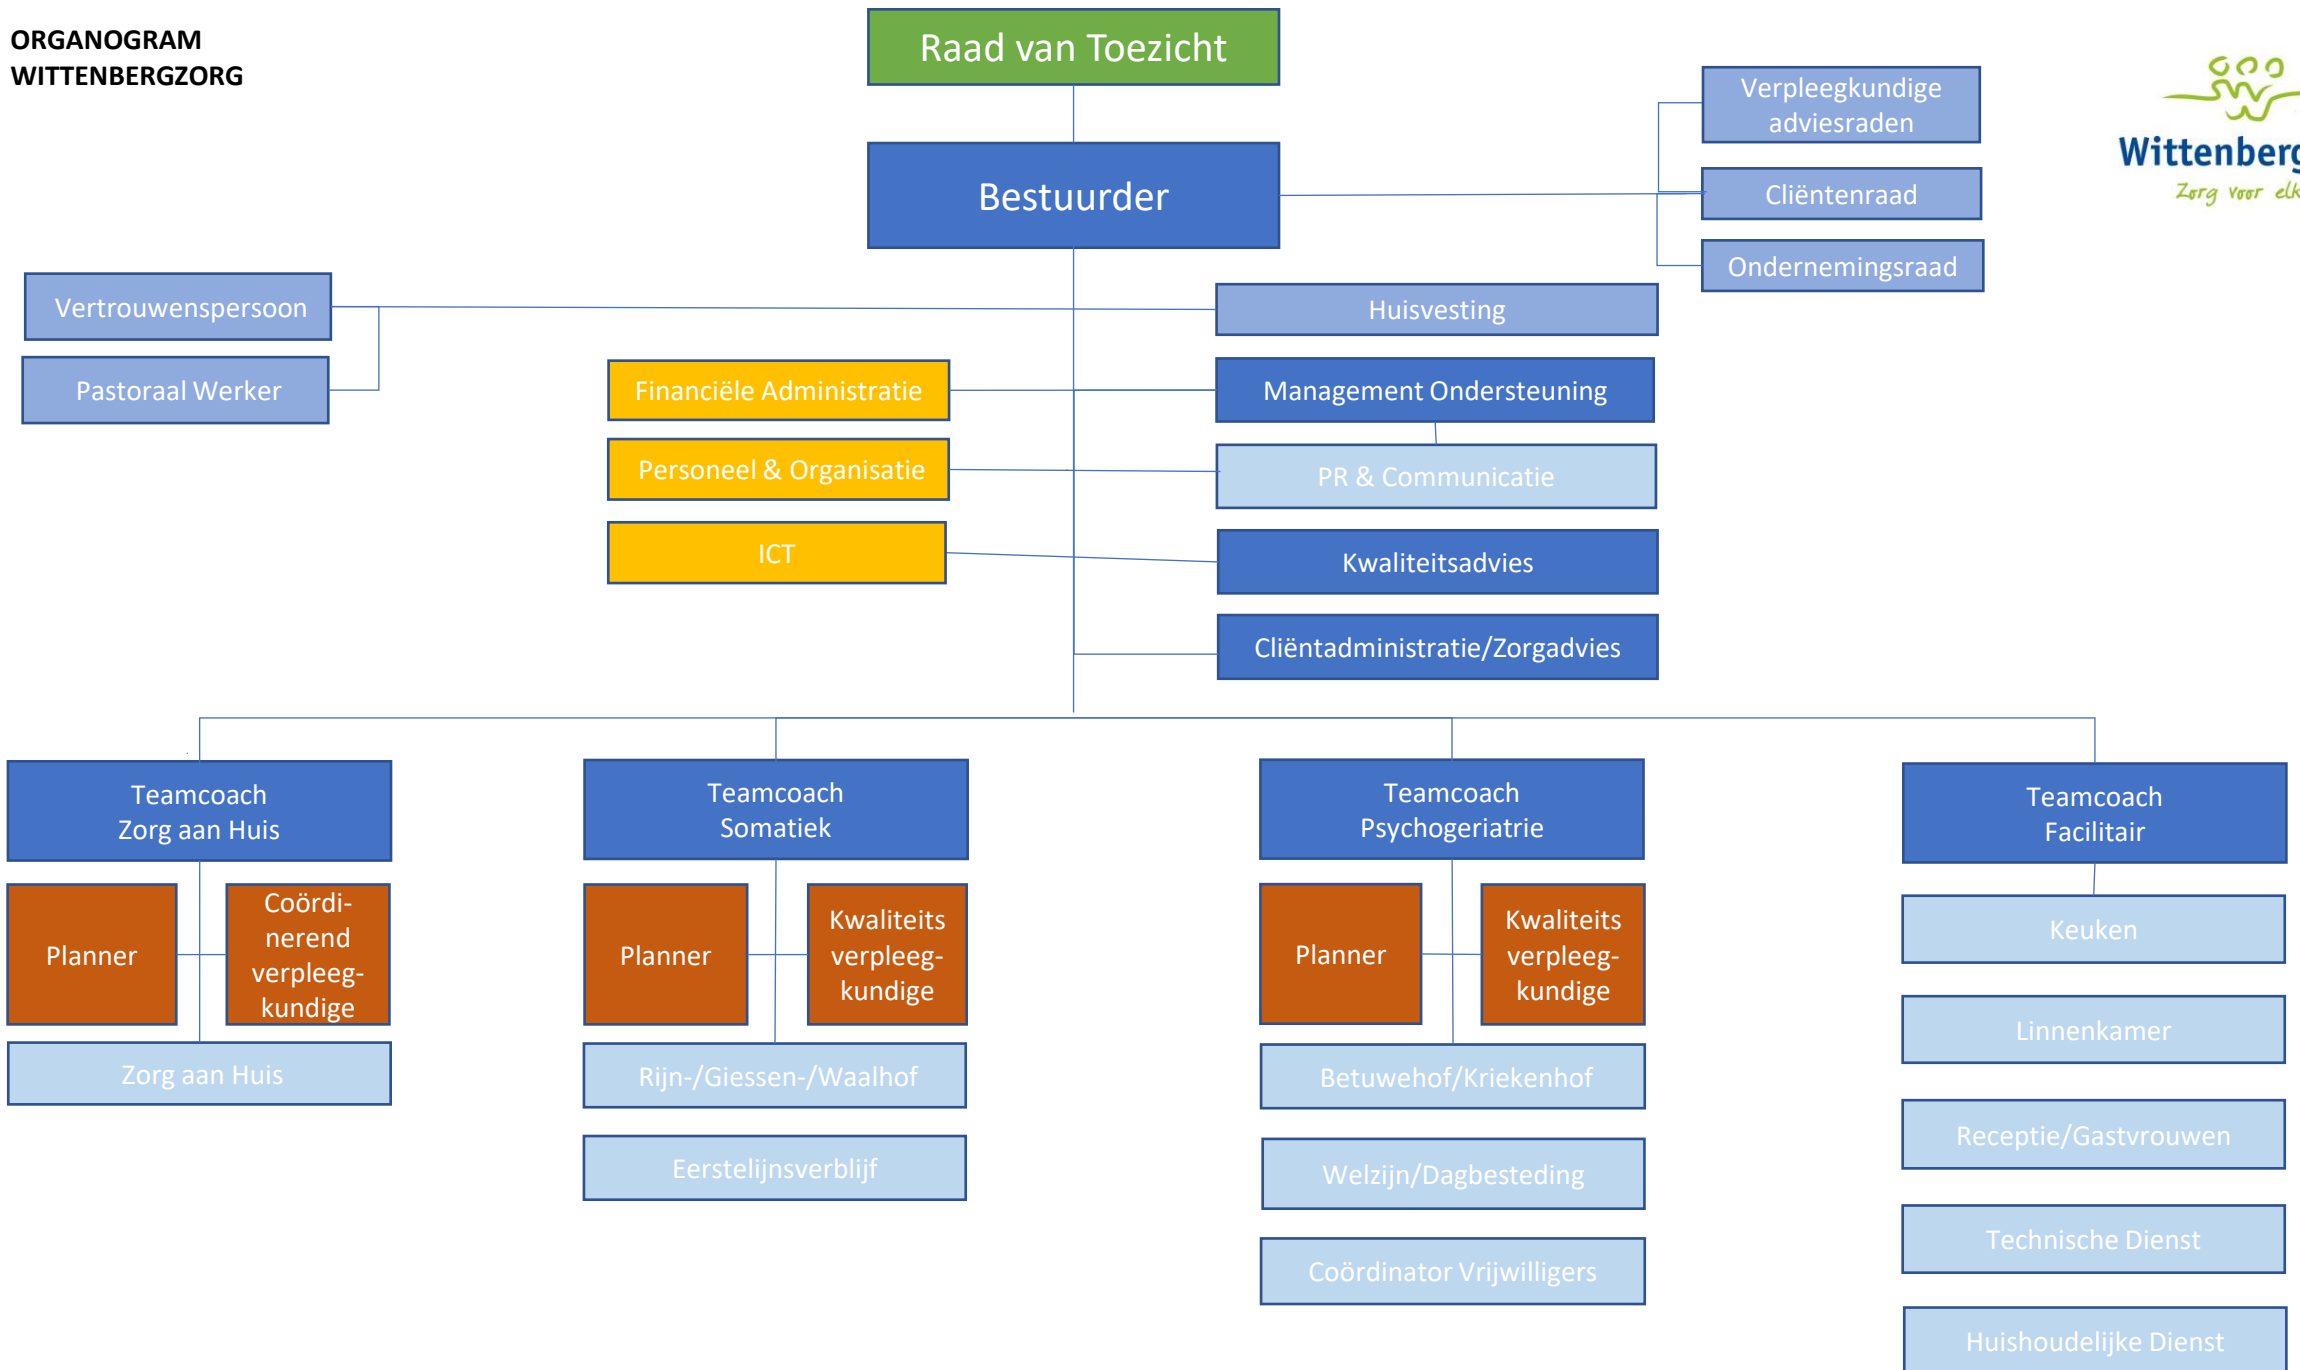 ORGANOGRAM
WITTENBERGZORG
Raad van Toezicht
Verpleegkundige
adviesraden
Bestuurder
Cliëntenraad
Ondernemingsraad
Zorg voor
Vertrouwenspersoon
Huisvesting
Pastoraal Werker
Financiële Administratie
Management Ondersteuning
Personeel & Organisatie
PR & Communicatie
ICT
Kwaliteitsadvies
Cliëntadministratie/Zorgadvies
Teamcoach
Zorg aan Huis
Teamcoach
Somatiek
Teamcoach
Psychogeriatrie
Teamcoach
Facilitair
Planner
Coördi-
nerend
verpleeg-
kundige
Planner
Kwaliteits
verpleeg-
kundige
Planner
Kwaliteits
verpleeg-
kundige
Keuken
Linnenkamer
Zorg aan Huis
Rijn-/Giessen-/Waalhof
Betuwehof/Kriekenhof
Receptie/Gastvrouwen
Eerstelijnsverblijf
Welzijn/Dagbesteding
Technische Dienst
Coördinator Vrijwilligers
Huishoudelijke Dienst